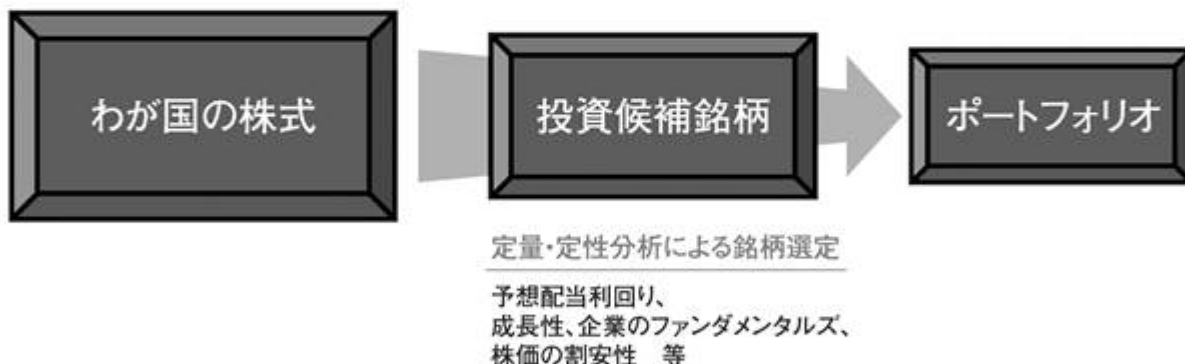 わが国の株式
投資候補銘柄
ポートフォリオ
定量・定性分析による銘柄選定
予想配当利回り、
成長性、企業のファンダメンタルズ、
株価の割安性　等